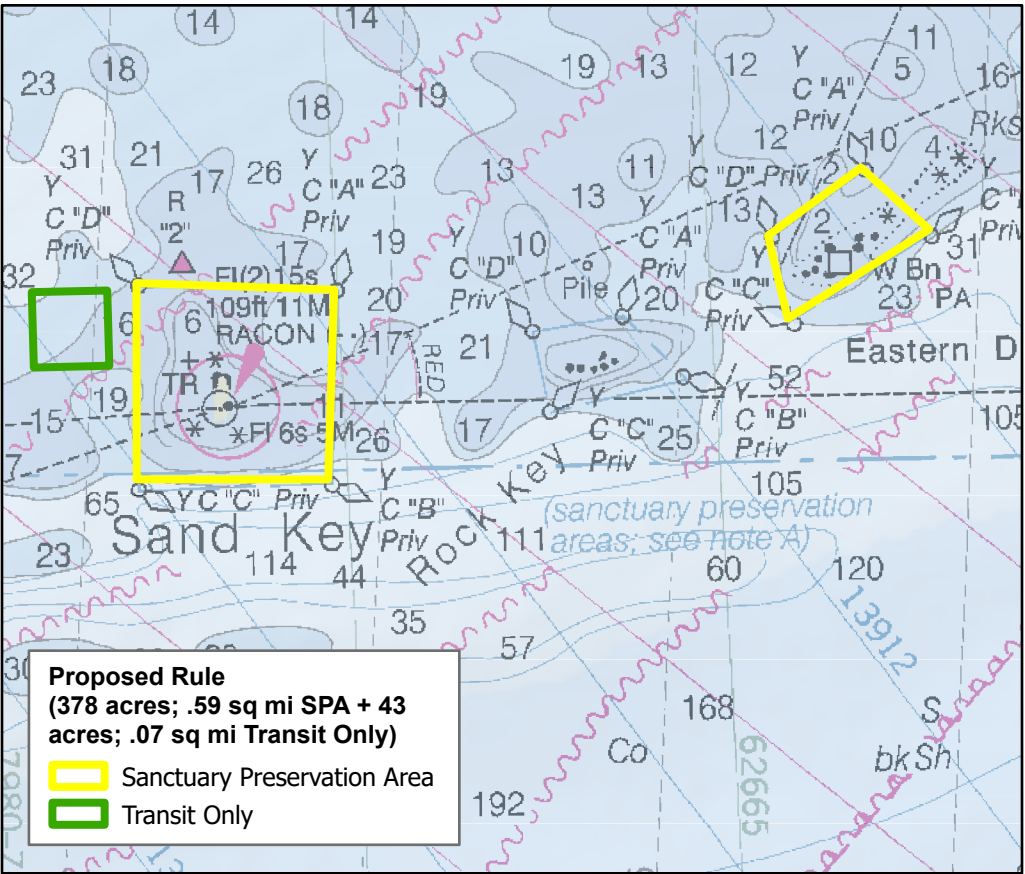 14
14
11
23
18
19
13
12
Y
C "A"
Priv
5
16
18
19
12
10
4
Rks
31
21
17
26
Y
C "A"
Priv
23
13
11
Y
C "D" Priv
2
Y
Y
C "D"
Priv
R
"2"
13
13
2
31
Priv
17
19
Y
C "D"
Priv
10
Y
C "A"
Priv
Y
C "C"
Priv
W Bn
23 PA
32
Fl(2)15s
109ft 11M
RACON
20
Pile
20
6
6
17
RED
21
Eastern D
TR
52
19
11
15
Fl 6s 5M
26
17
Y
C "C"
Priv
25
Y
C "B"
Priv
105
7
105
65
Y C "C" Priv
Y
C "B"
Priv
Sand Key
Rock Key
(sanctuary preservation
areas; see note A)
111
23
114
44
60
120
35
13912
57
30
168
S
Co
bk Sh
62665
192
7980-7
13
Proposed Rule
(378 acres; .59 sq mi SPA + 43
acres; .07 sq mi Transit Only)
Sanctuary Preservation Area
Transit Only